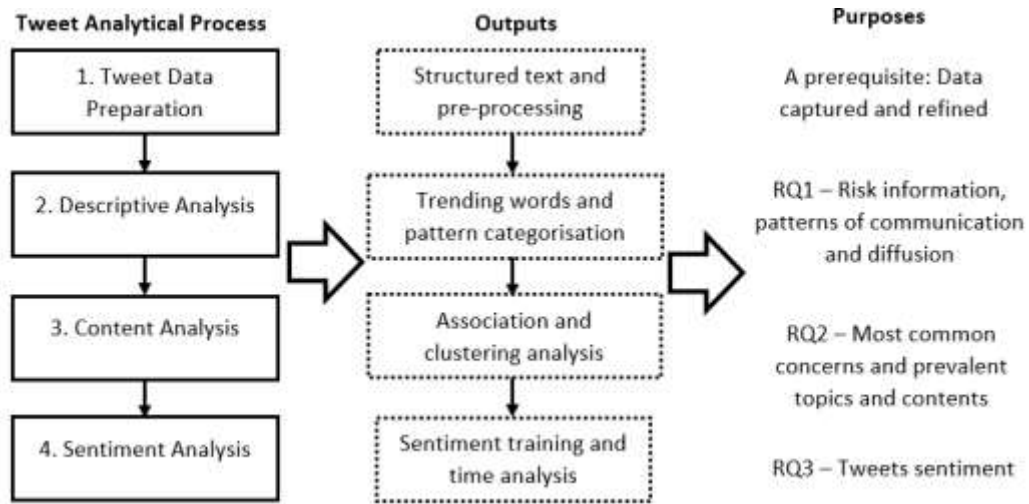 Tweet Analytical Process
1. Tweet Data
Preparation
2. Descriptive Analysis
3. Content Analysis
4. Sentiment Analysis
Outputs
Structured text and
pre-processing
Trending words and
pattern categorisation
Association and
clustering analysis
Sentiment training and
time analysis
Purposes
A prerequisite: Data
captured and refined
RQ1 – Risk information,
patterns of communication
and diffusion
RQ2 – Most common
concerns and prevalent
topics and contents
RQ3 – Tweets sentiment